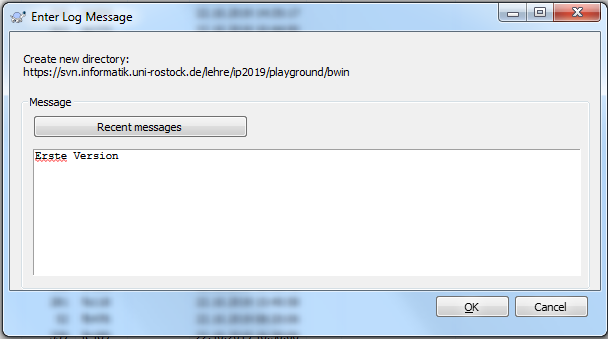 Enter Log Message
Create new directory:
https://svn.informatik.uni-rostock.de/lehre/ip2019/playground/bwin
Message
Recent messages
Erste Version
OK Cancel